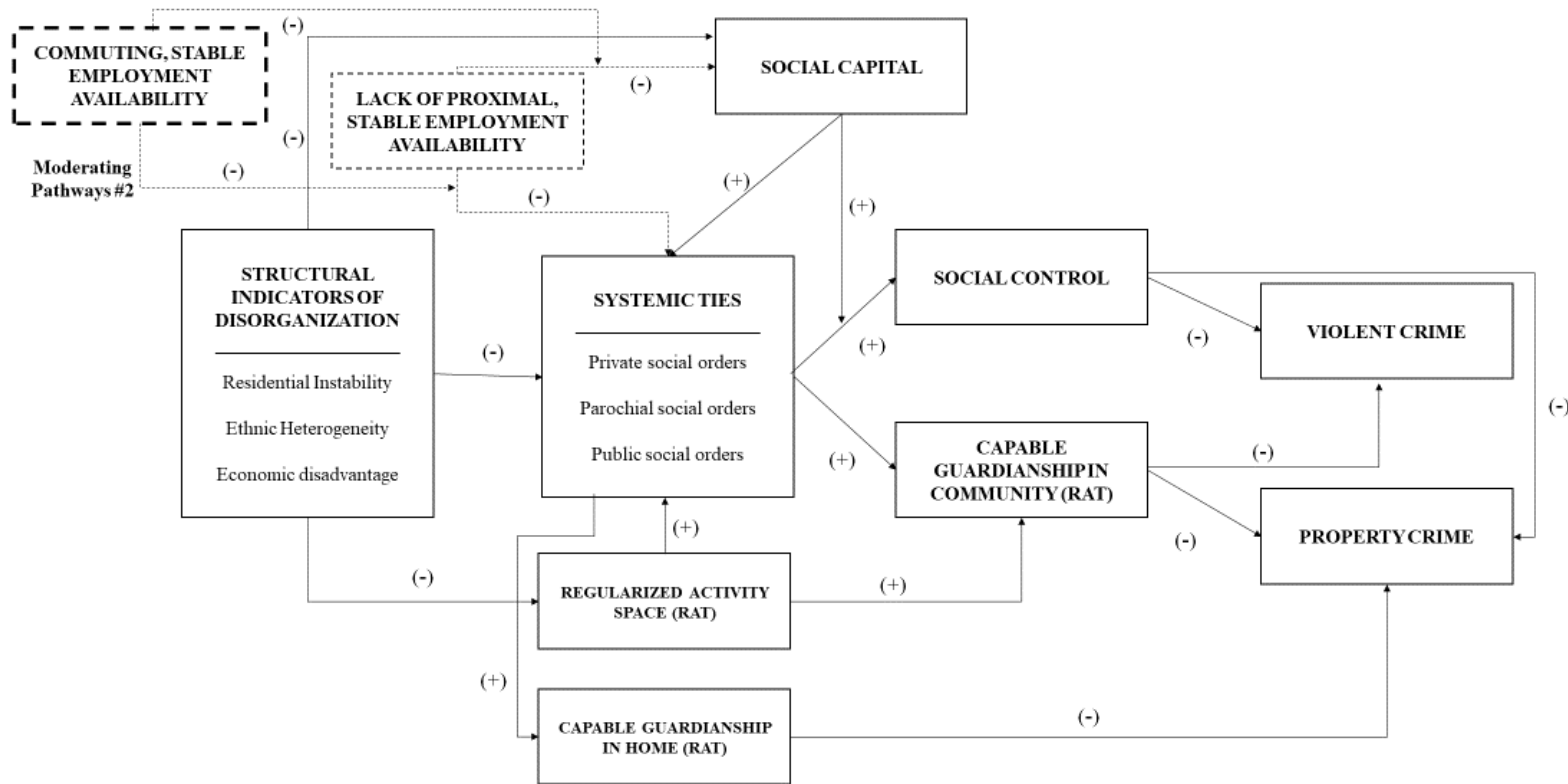 (-)
COMMUTING, STABLE
EMPLOYMENT
AVAILABILITY
SOCIAL CAPITAL
(-)
LACK OF PROXIMAL,
STABLE EMPLOYMENT
AVAILABILITY
(-)
Moderating
Pathways #2
(-)
(-)
(+)
(+)
STRUCTURAL
INDICATORS OF
DISORGANIZATION
Residential Instability
Ethnic Heterogeneity
Economic disadvantage
(-)
SYSTEMIC TIES
Private social orders
Parochial social orders
Public social orders
SOCIAL CONTROL
(+)
(-)
VIOLENT CRIME
(-)
(+)
CAPABLE
GUARDIANSHIP IN
COMMUNITY (RAT)
(-)
(-)
PROPERTY CRIME
(+)
(-)
REGULARIZED ACTIVITY
SPACE (RAT)
(+)
(+)
CAPABLE GUARDIANSHIP
IN HOME (RAT)
(-)